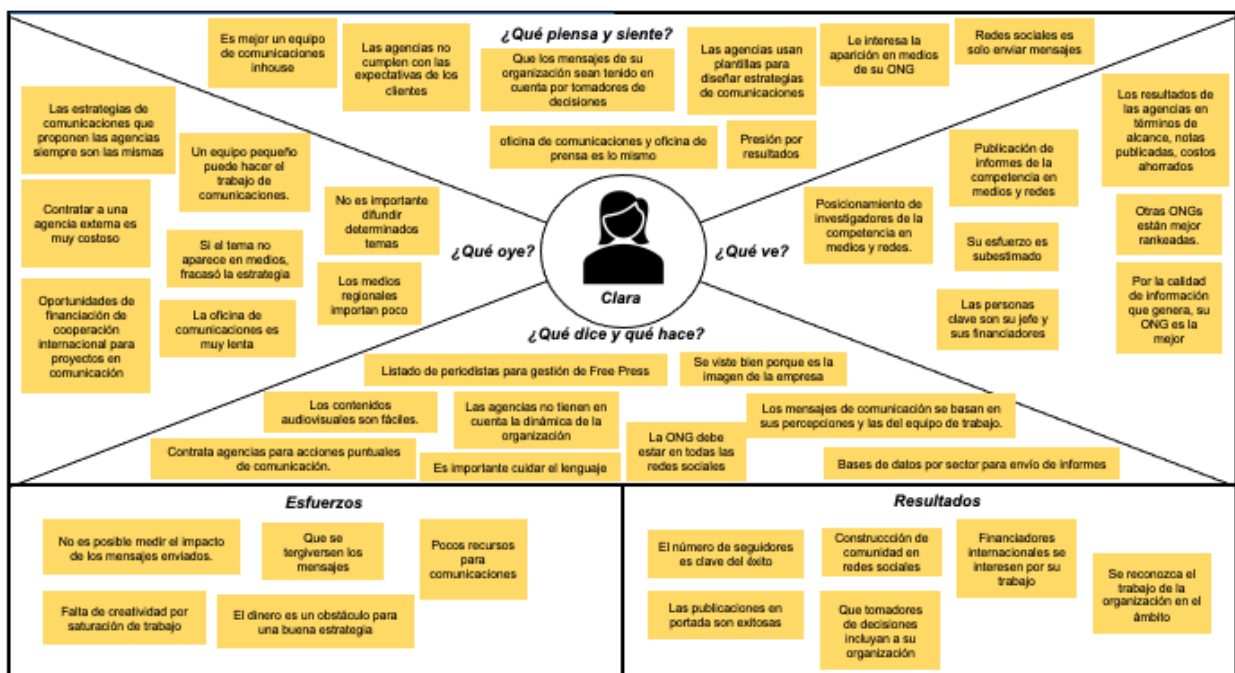 ¿Qué piensa y siente?
Es mejor un equipo
de comunicaciones
inhouse
Las agencias no
cumplen con las
expectativas de los
clientes
Que los mensajes de su
organización sean tenido en
cuenta por tomadores de
decisiones
Las agencias usan
plantillas para
diseñar estrategias
de comunicaciones
Le interesa la
aparición en medios
de su ONG
Redes sociales es
solo enviar mensajes
oficina de comunicaciones y oficina de
prensa es lo mismo
Presión por
resultados
¿Qué oye?
Las estrategias de
comunicaciones que
proponen las agencias
siempre son las mismas
Un equipo pequeño
puede hacer el
trabajo de
comunicaciones.
Contratar a una
agencia externa es
muy costoso
Si el tema no
aparece en medios,
fracasó la estrategia
No es importante
difundir
determinados
temas
Los medios
regionales
importan poco
Oportunidades de
financiación de
cooperación
internacional para
proyectos en
comunicación
La oficina de
comunicaciones es
muy lenta
Clara
¿Qué ve?
Los resultados de
las agencias en
términos de
alcance, notas
publicadas, costos
ahorrados
Publicación de
informes de la
competencia en
medios y redes
Posicionamiento de
investigadores de la
competencia en
medios y redes.
Otras ONGs
están mejor
rankeadas.
Su esfuerzo es
subestimado
Las personas
clave son su jefe y
sus financiadores
Por la calidad
de información
que genera, su
ONG es la
mejor
¿Qué dice y qué hace?
Listado de periodistas para gestión de Free Press
Se viste bien porque es la
imagen de la empresa
Los contenidos
audiovisuales son fáciles.
Las agencias no tienen en
cuenta la dinámica de la
organización
Los mensajes de comunicación se basan en
sus percepciones y las del equipo de trabajo.
Contrata agencias para acciones puntuales
de comunicación.
Es importante cuidar el lenguaje
La ONG debe
estar en todas las
redes sociales
Bases de datos por sector para envío de informes
Esfuerzos
No es posible medir el impacto
de los mensajes enviados.
Que se
tergiversen los
mensajes
Pocos recursos
para
comunicaciones
Falta de creatividad por
saturación de trabajo
El dinero es un obstáculo para
una buena estrategia
Resultados
El número de seguidores
es clave del éxito
Construccción de
comunidad en
redes sociales
Financiadores
internacionales se
interesen por su
trabajo
Se reconozca el
trabajo de la
organización en el
ámbito
Las publicaciones en
portada son exitosas
Que tomadores
de decisiones
incluyan a su
organización